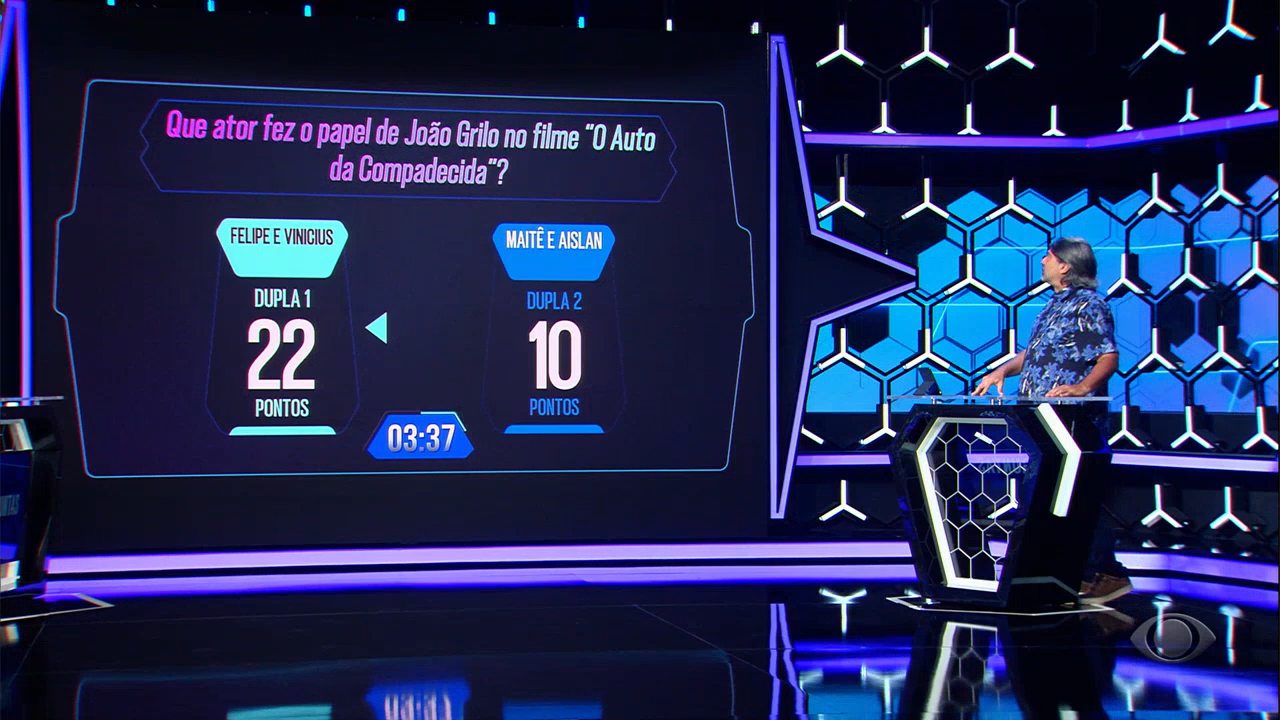 Que ator fez o papel de João Grilo no filme "O Auto
da Compadecida"?
FELIPE E VINICIUS
DUPLA 1
22
PONTOS
MAITÊ E AISLAN
DUPLA 2
10
PONTOS
03:37